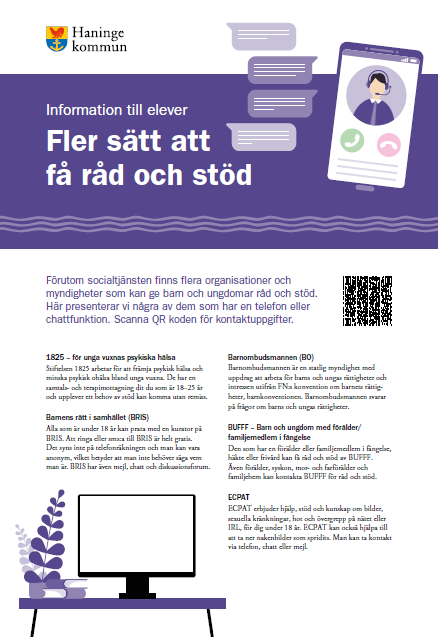 Haninge
kommun
Information till elever
Fler sätt att
få råd och stöd
Förutom socialtjänsten finns flera organisationer och
myndigheter som kan ge barn och ungdomar råd och stöd.
Här presenterar vi några av dem som har en telefon eller
chattfunktion. Scanna QR koden för kontaktuppgifter.
1825 – för unga vuxnas psykiska hälsa
Stiftelsen 1825 arbetar för att främja psykisk hälsa och
minska psykisk ohälsa bland unga vuxna. De har en
samtals- och terapimottagning dit du som är 18–25 år
och upplever ett behov av stöd kan komma utan remiss.
Barnens rätt i samhället (BRIS)
Alla som är under 18 år kan prata med en kurator på
BRIS. Att ringa eller sms:a till BRIS är helt gratis.
Det syns inte på telefonräkningen och man kan vara
anonym, vilket betyder att man inte behöver säga vem
man är. BRIS har även mejl, chatt och diskussionsforum.
Barnombudsmannen (BO)
Barnombudsmannen är en statlig myndighet med
uppdrag att arbeta för barns och ungas rättigheter och
intressen utifrån FN:s konvention om barnets rättig-
heter, barnkonventionen. Barnombudsmannen svarar
på frågor om barns och ungas rättigheter.
BUFFF – Barn och ungdom med förälder/
familjemedlem i fängelse
Den som har en förälder eller familjemedlem i fängelse,
häkte eller frivård kan få råd och stöd av BUFFF.
Även förälder, syskon, mor- och farföräldrar och
familjehem kan kontakta BUFFF för råd och stöd.
ECPAT
ECPAT erbjuder hjälp, stöd och kunskap om bilder,
sexuella kränkningar, hot och övergrepp på nätet eller
IRL, för dig under 18 år. ECPAT kan också hjälpa till
att ta ner nakenbilder som spridits. Man kan ta kontakt
via telefon, chatt eller mejl.